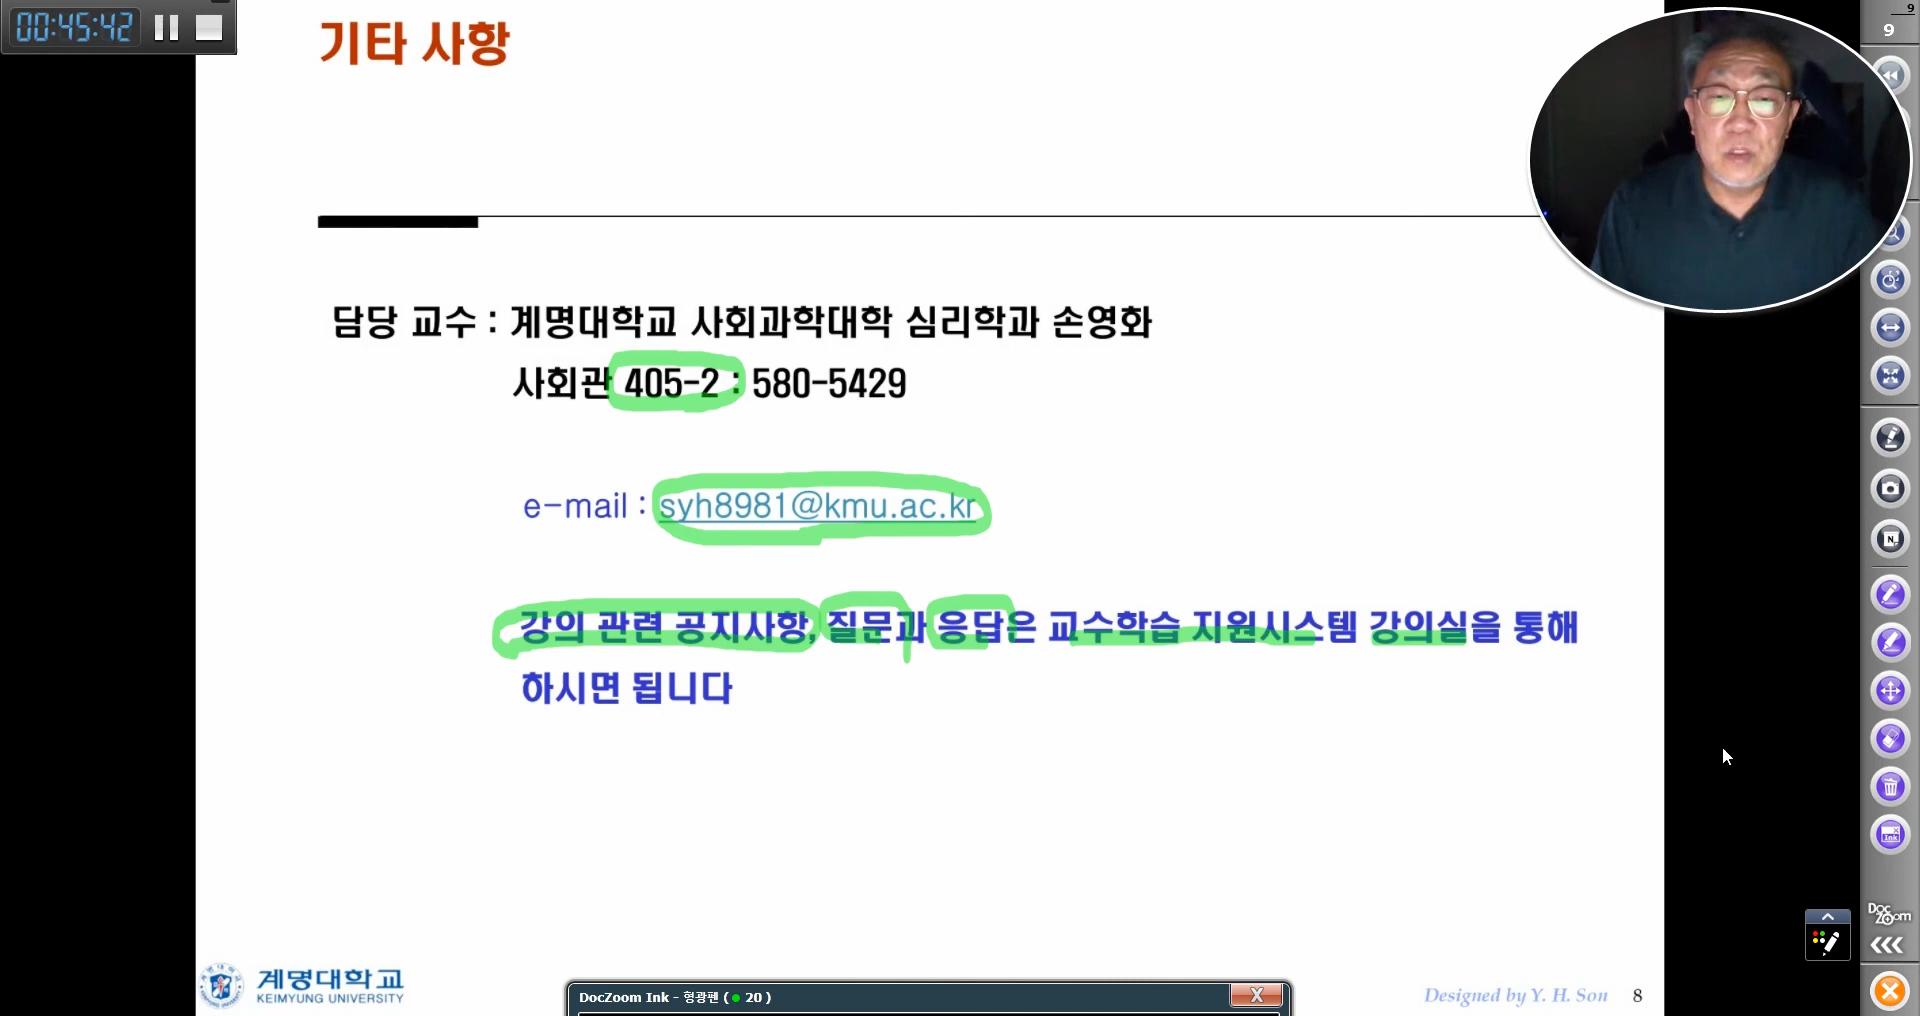 00:45:42
9
9
기타 사항
담당 교수 : 계명대학교 사회과학대학 심리학과 손영화
사회관 405-2 : 580-5429
e-mail : syh8981@kmu.ac.kr
강의 관련 공지사항, 질문과 응답은 교수학습 지원시스템 강의실을 통해
하시면 됩니다
N
Ink
DocZoom
계명대학교
KEIMYUNG UNIVERSITY
DocZoom Ink - 형광펜 ( 20 )
X
Designed by Y. H. Son
8